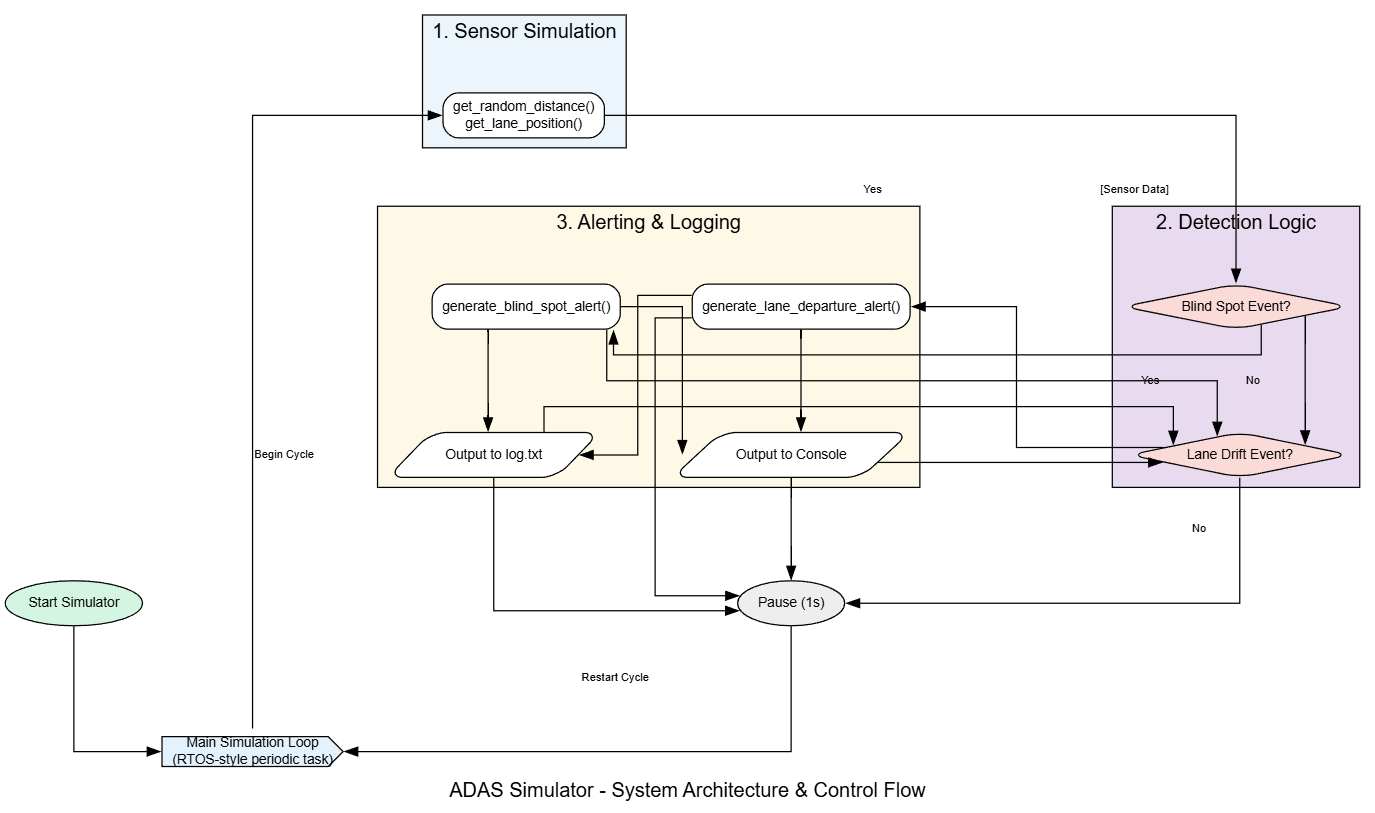 1. Sensor Simulation
get_random_distance()
get_lane_position()
Yes
[Sensor Data]
3. Alerting & Logging
2. Detection Logic
generate_blind_spot_alert()
generate_lane_departure_alert()
Blind Spot Event?
Yes
No
Output to log.txt
Output to Console
Lane Drift Event?
Begin Cycle
No
Start Simulator
Pause (1s)
Restart Cycle
Main Simulation Loop
(RTOS-style periodic task)
ADAS Simulator - System Architecture & Control Flow